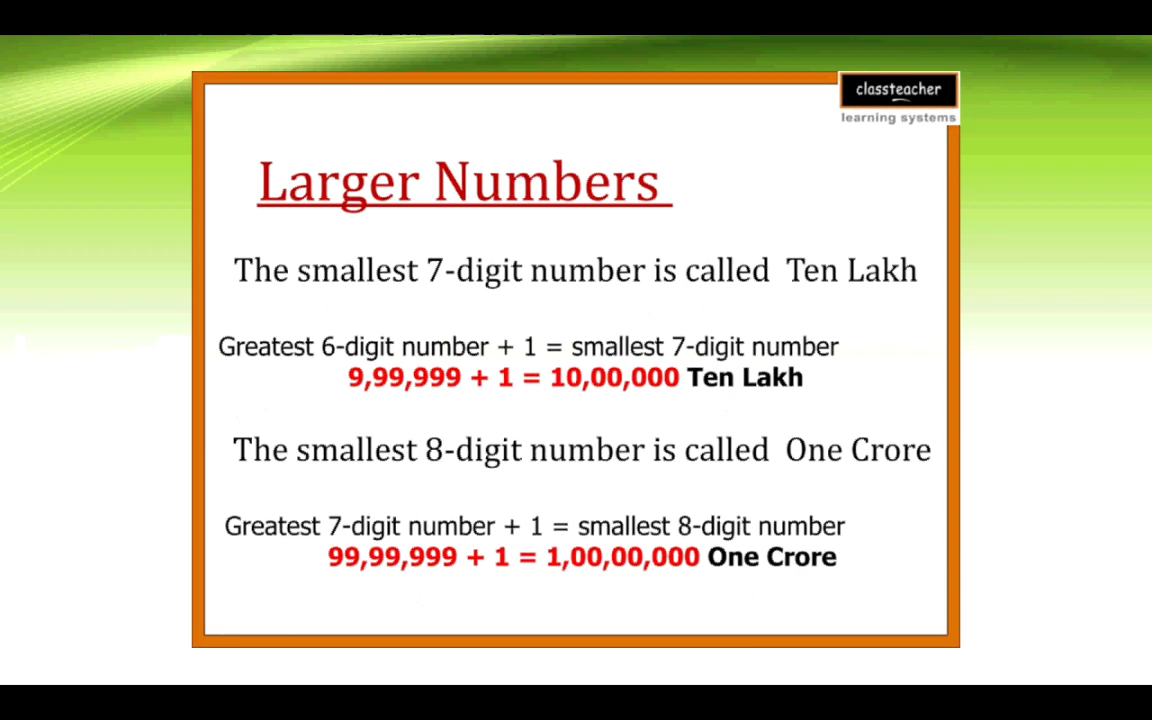 classteacher
learning systems
Larger Numbers
The smallest 7-digit number is called Ten Lakh
Greatest 6-digit number + 1 = smallest 7-digit number
9,99,999 + 1 = 10,00,000 Ten Lakh
The smallest 8-digit number is called One Crore
Greatest 7-digit number + 1 = smallest 8-digit number
99,99,999 + 1 = 1,00,00,000 One Crore